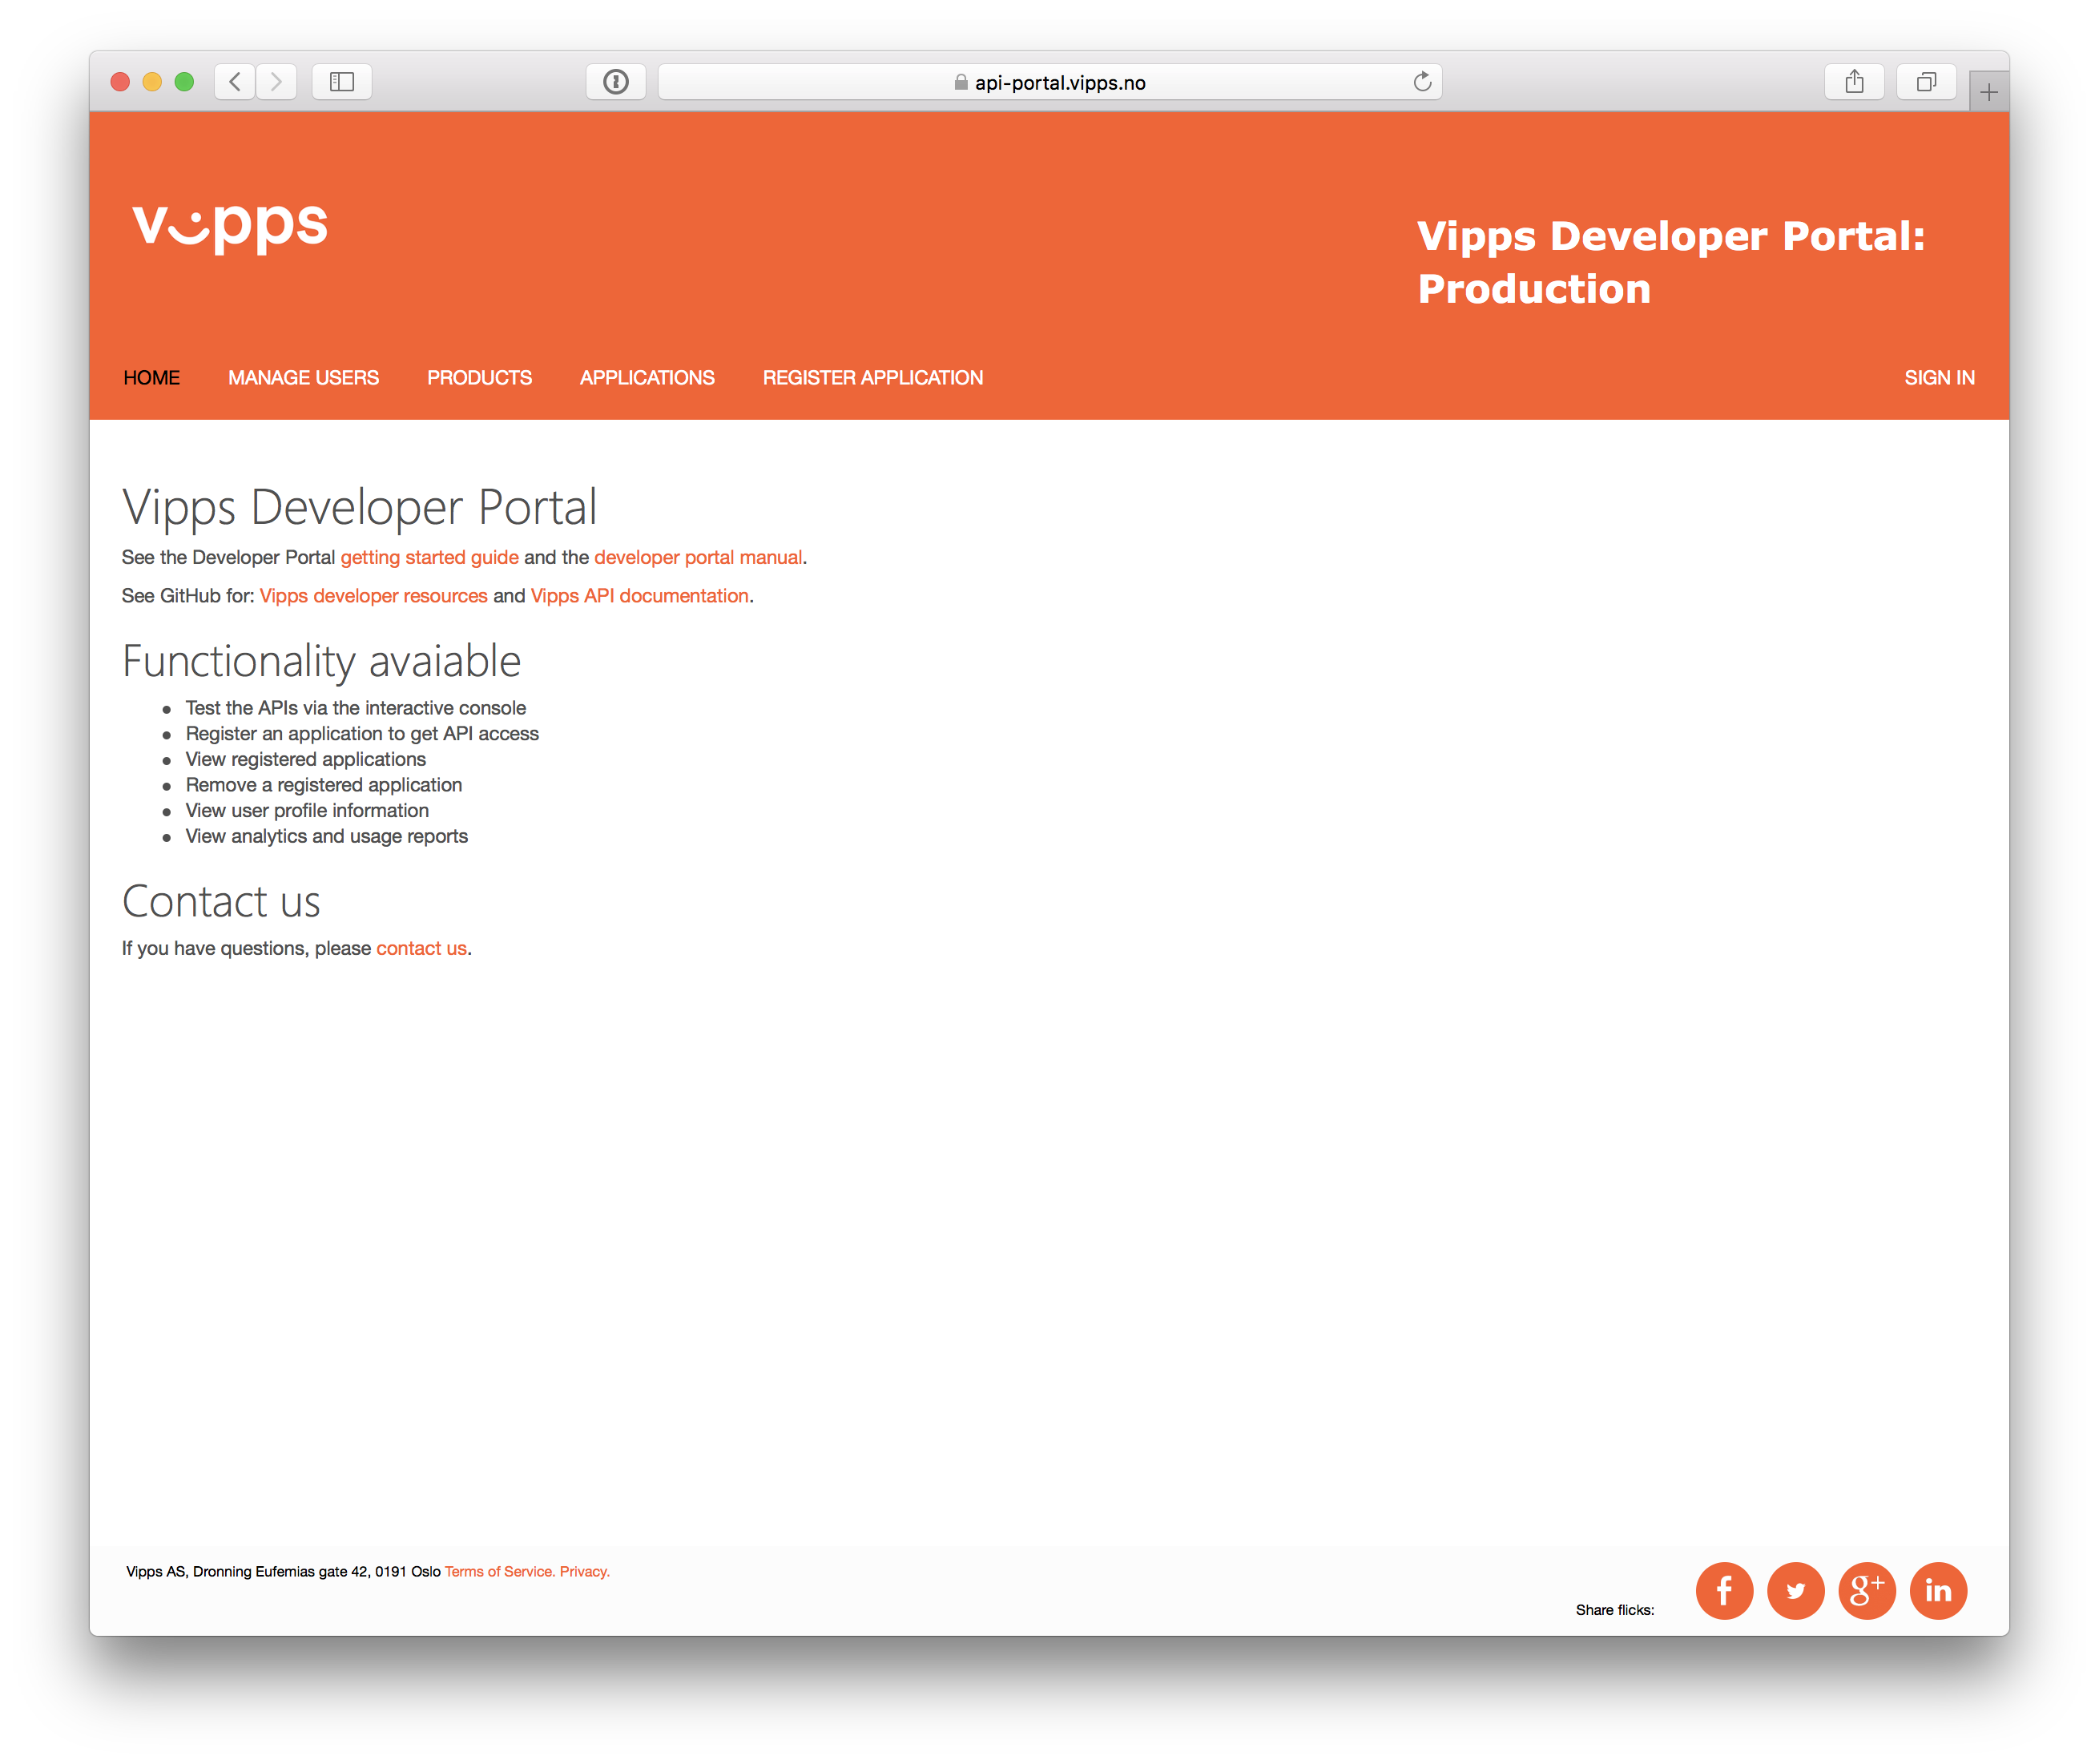 api-portal.vipps.no
vipps
Vipps Developer Portal:
Production
HOME MANAGE USERS PRODUCTS APPLICATIONS REGISTER APPLICATION SIGN IN
Vipps Developer Portal
See the Developer Portal getting started guide and the developer portal manual.
See GitHub for: Vipps developer resources and Vipps API documentation.
Functionality avaiable
• Test the APIs via the interactive console
• Register an application to get API access
• View registered applications
• Remove a registered application
• View user profile information
• View analytics and usage reports
Contact us
If you have questions, please contact us.
Vipps AS, Dronning Eufemias gate 42, 0191 Oslo Terms of Service. Privacy.
Share flicks: f g+ in